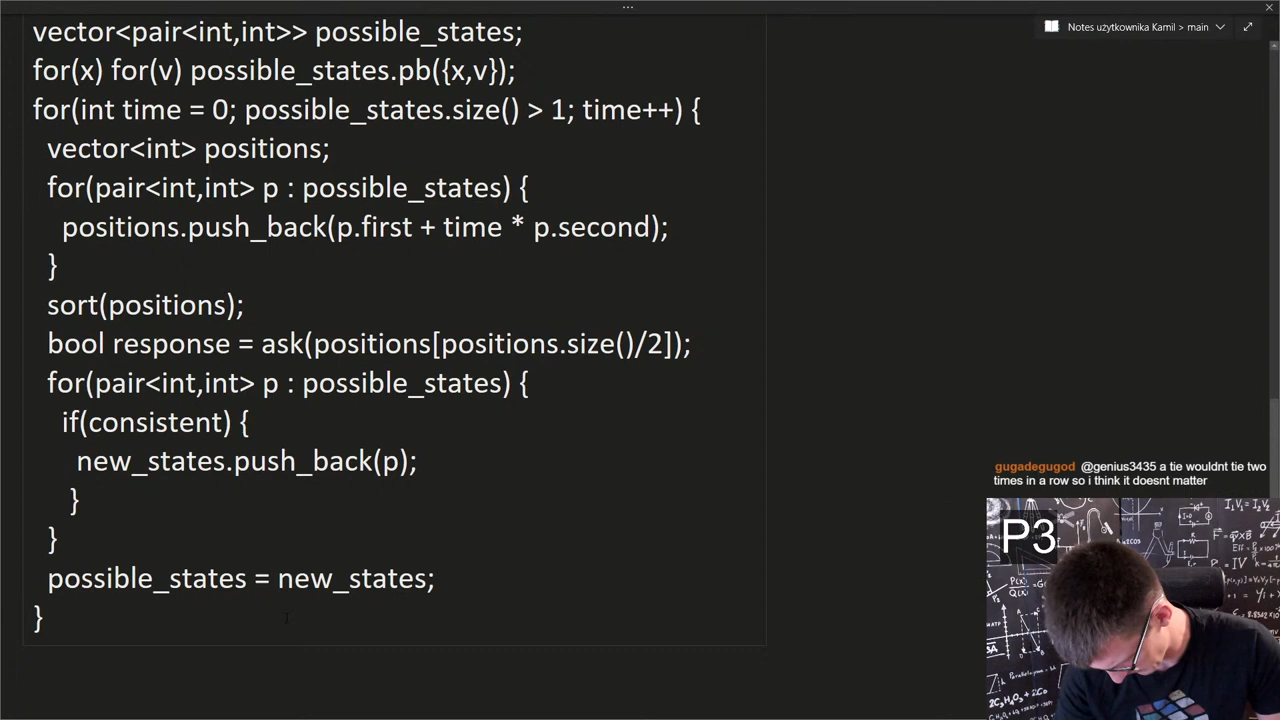 ...
Notes użytkownika Kamil > main
vector<pair<int,int>> possible_states;
for(x) for(v) possible_states.pb({x,v});
for(int time = 0; possible_states.size() > 1; time++) {
vector<int> positions;
for(pair<int,int> p : possible_states) {
positions.push_back(p.first + time * p.second);
}
sort(positions);
bool response = ask(positions[positions.size()/2]);
for(pair<int,int> p : possible_states) {
if(consistent) {
new_states.push_back(p);
}
}
possible_states = new_states;
}
gugadegugod @genius3435 a tie wouldnt tie two
times in a row so i think it doesnt matter
P3